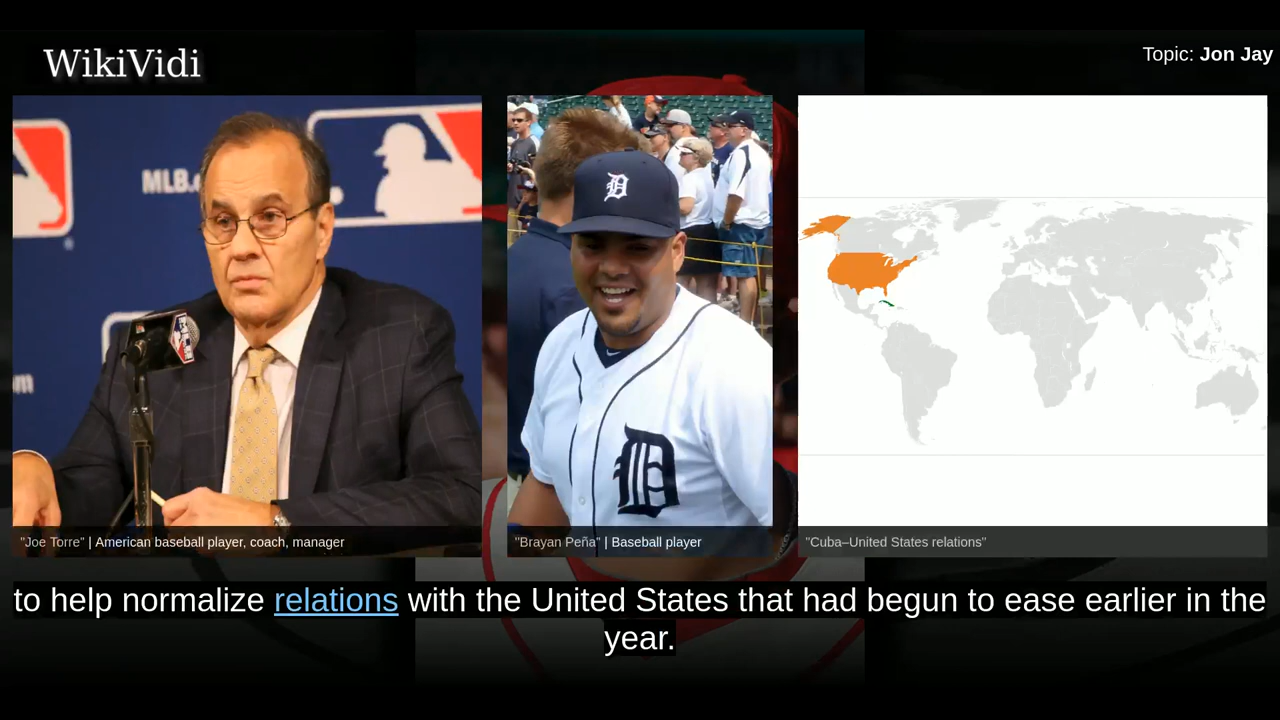 WikiVidi
Topic: Jon Jay
MLB.c
"Joe Torre" | American baseball player, coach, manager
"Brayan Peña" | Baseball player
"Cuba–United States relations"
to help normalize relations with the United States that had begun to ease earlier in the
year.